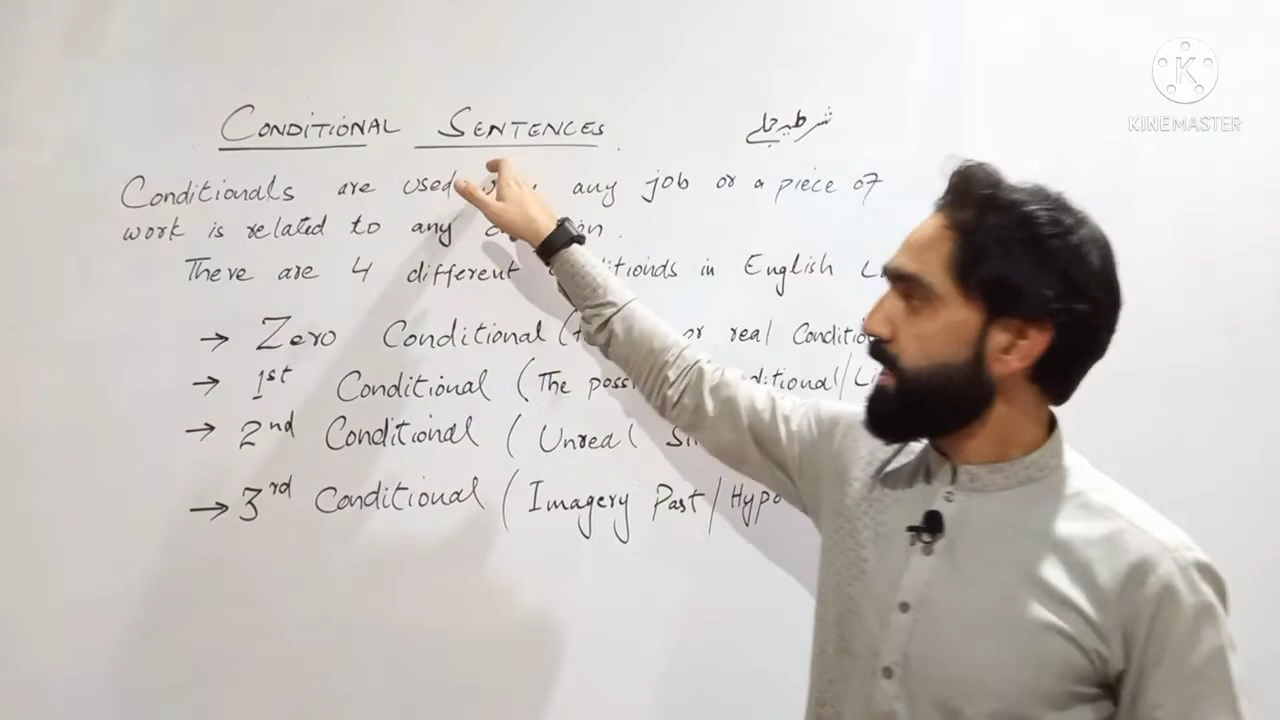 CONDITIONAL SENTENCES. شرطیہ جملے
Conditionals are used any job or a piece of
work is related to any
There are 4 different in English
→ Zero Conditional ( or real
→ 1st Conditional (The
→ 2nd Conditional (Unreal
→ 3rd Conditional (Imagery Past/
K
KINEMASTER